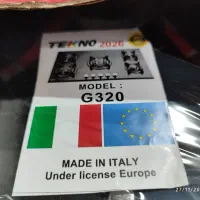 TEKNO 2026
MODEL :
G320
MADE IN ITALY
Under license Europe